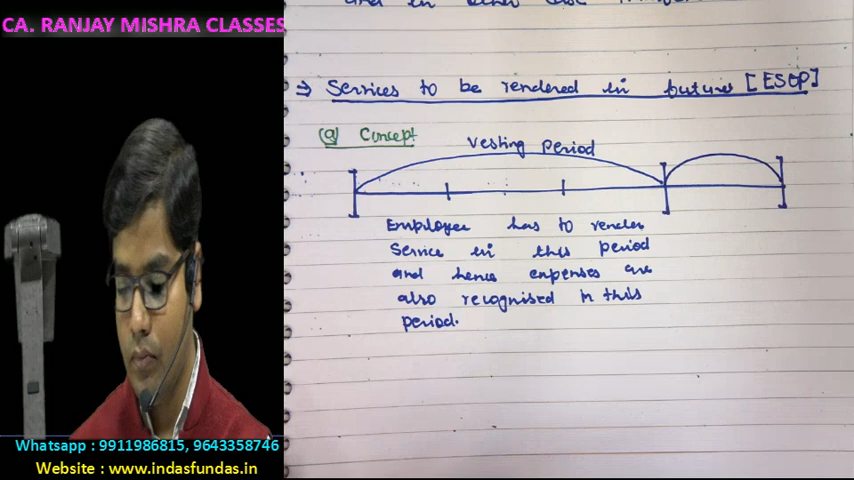 CA. RANJAY MISHRA CLASSES
⇒ Services to be rendered in future [ESOP]
(a) Concept
Vesting Period
Employee has to render
Service in this period
and hence expenses are
also recognised in this
period.
Whatsapp : 9911986815, 9643358746
Website : www.indasfundas.in